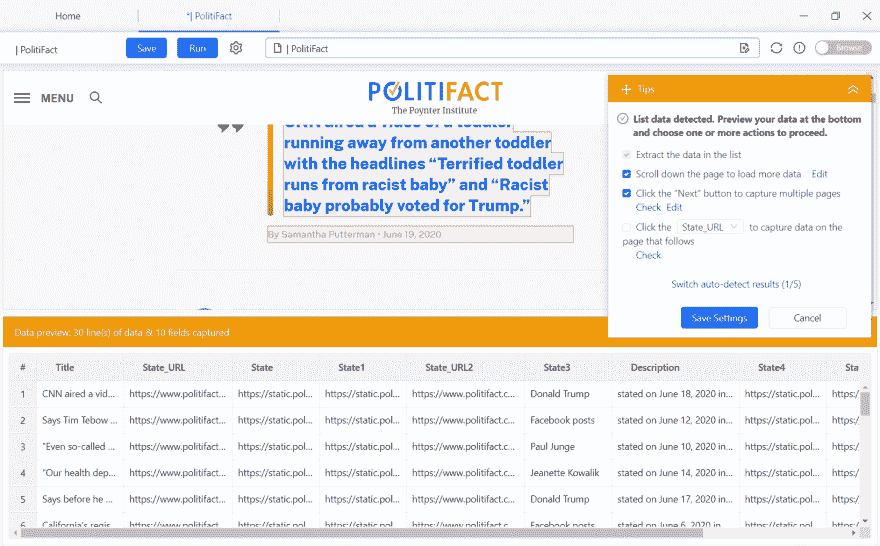 Home
*| PolitiFact
| PolitiFact
Save
Run
| PolitiFact
Browse
MENU
POLITIFACT
The Poynter Institute
CNN aired a video of a toddler
running away from another toddler
with the headlines “Terrified toddler
runs from racist baby” and “Racist
baby probably voted for Trump.”
By Samantha Putterman • June 19, 2020
Tips
List data detected. Preview your data at the bottom
and choose one or more actions to proceed.
Extract the data in the list
Scroll down the page to load more data Edit
Click the "Next" button to capture multiple pages
Check Edit
Click the State_URL to capture data on the
page that follows
Check
Switch auto-detect results (1/5)
Save Settings Cancel
Data preview: 30 line(s) of data & 10 fields captured
# Title State_URL State State1 State_URL2 State3 Description State4 Sta
1 CNN aired a vid... https://www.politifact... https://static.pol... https://static.pol... https://www.politifact.c... Donald Trump stated on June 18, 2020 in... https://static.pol... https:/
2 Says Tim Tebow ... https://www.politifact... https://static.pol... https://static.pol... https://www.politifact.c... Facebook posts stated on June 12, 2020 in... https://static.pol... https:/
3 "Even so-called ... https://www.politifact... https://static.pol... https://static.pol... https://www.politifact.c... Paul Junge stated on June 10, 2020 in... https://static.pol... https:/
4 "Our health dep... https://www.politifact... https://static.pol... https://static.pol... https://www.politifact.c... Jeanette Kowalik stated on June 14, 2020 in... https://static.pol... https:/
5 Says before he ... https://www.politifact... https://static.pol... https://static.pol... https://www.politifact.c... Donald Trump stated on June 17, 2020 in... https://static.pol... https:/
6 California's regis... https://www.politifact... https://static.pol... https://static.pol... https://www.politifact.c... Facebook posts stated on June 6, 2020 in... https://static.pol... https:/